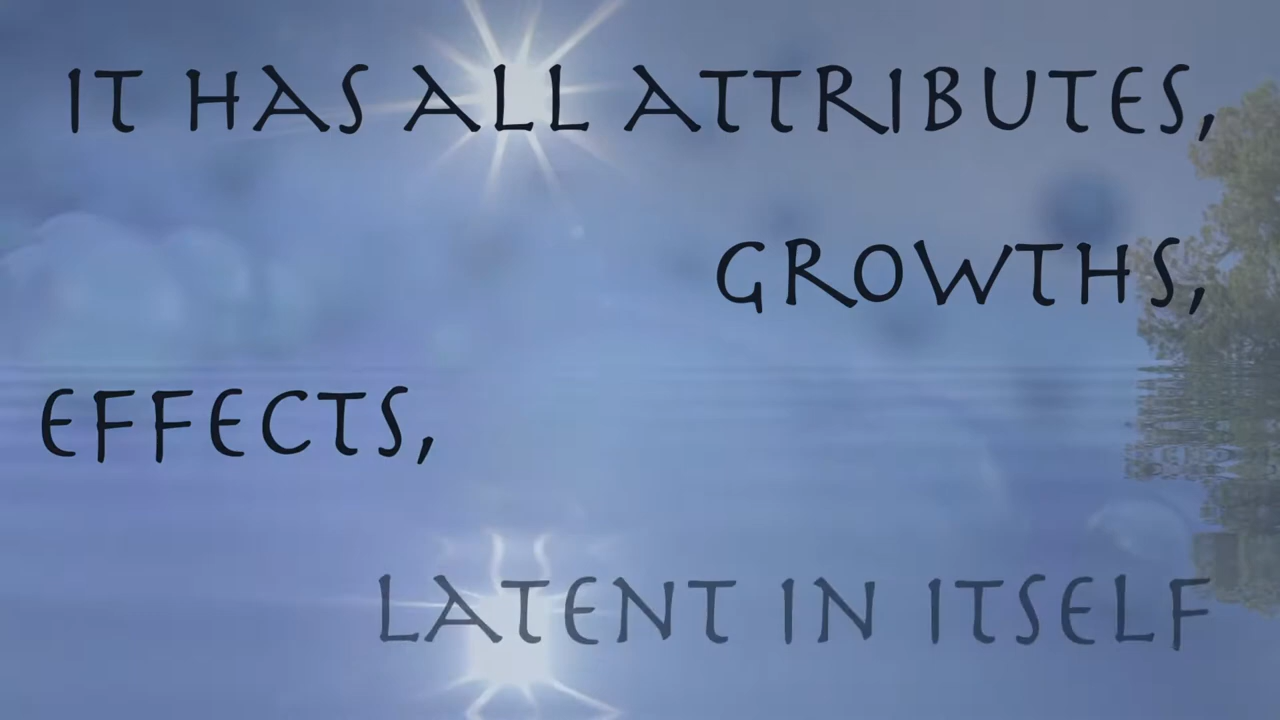 IT HAS ALL ATTRIBUTES,
GROWTHS,
EFFECTS,
LATENT IN ITSELF